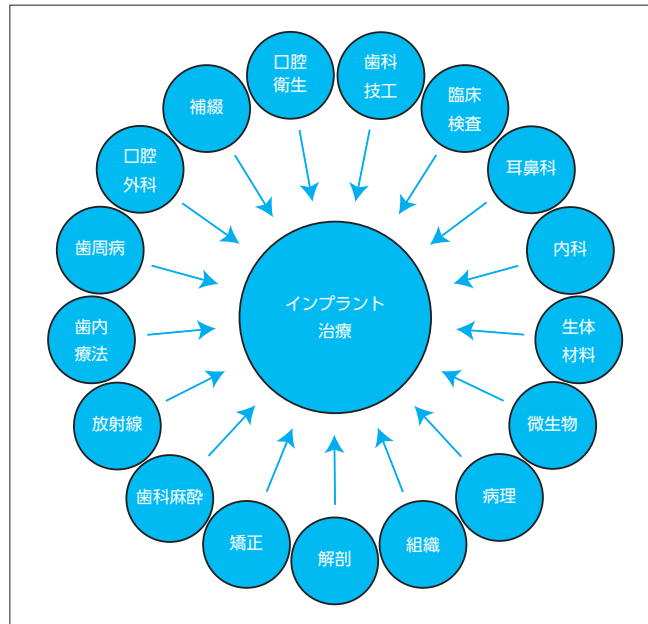 口腔
衛生
歯科
技工
臨床
検査
耳鼻科
内科
生体
材料
微生物
病理
組織
解剖
矯正
歯科麻酔
放射線
歯内
療法
歯周病
口腔
外科
補綴
インプラント
治療